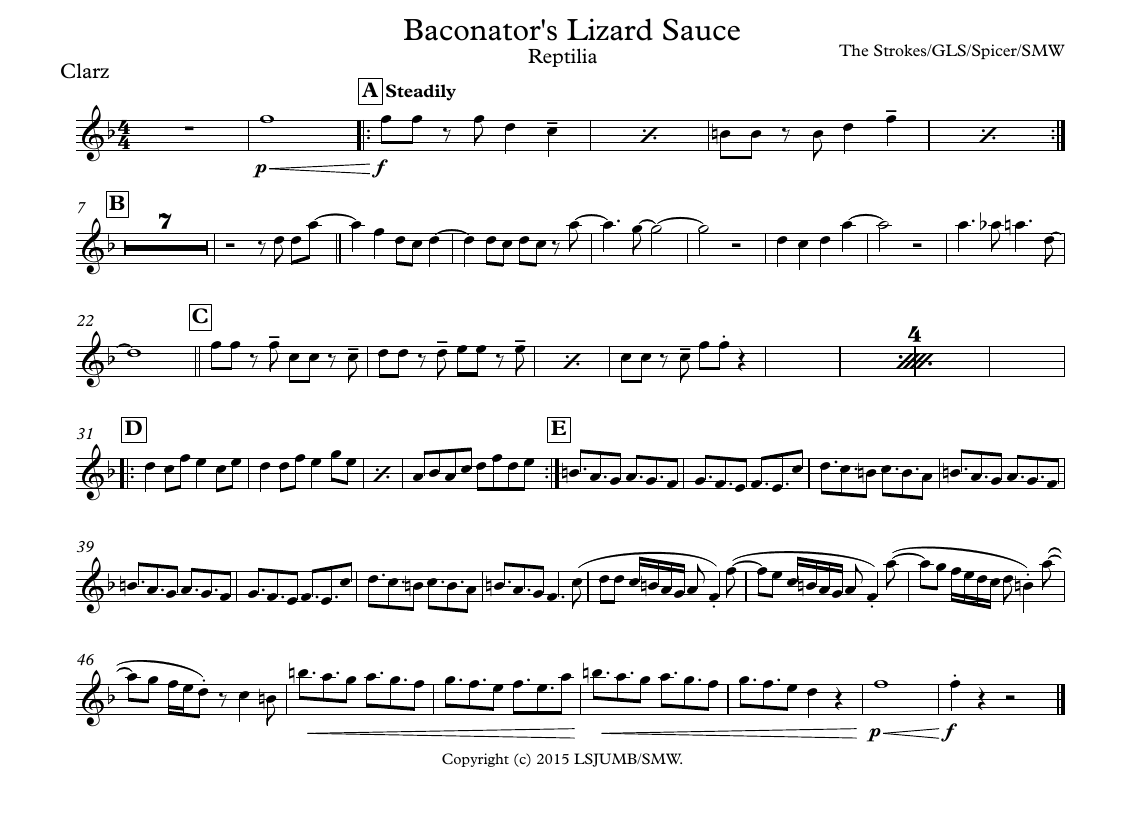 Baconator's Lizard Sauce
Reptilia
The Strokes/GLS/Spicer/SMW
Clarz
A Steadily
4
4
p f
7
B
7
22
C
4
31
D
E
39
46
p f
Copyright (c) 2015 LSJUMB/SMW.